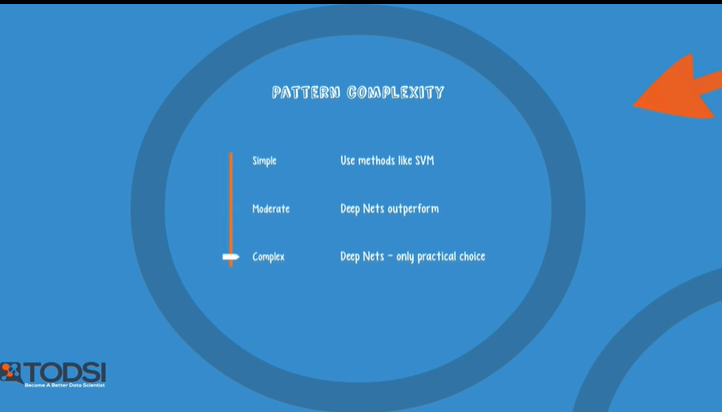 PATTERN COMPLEXITY
Simple Use methods like SVM
Moderate Deep Nets outperform
Complex Deep Nets - only practical choice
TODSI
Become A Better Data Scientist